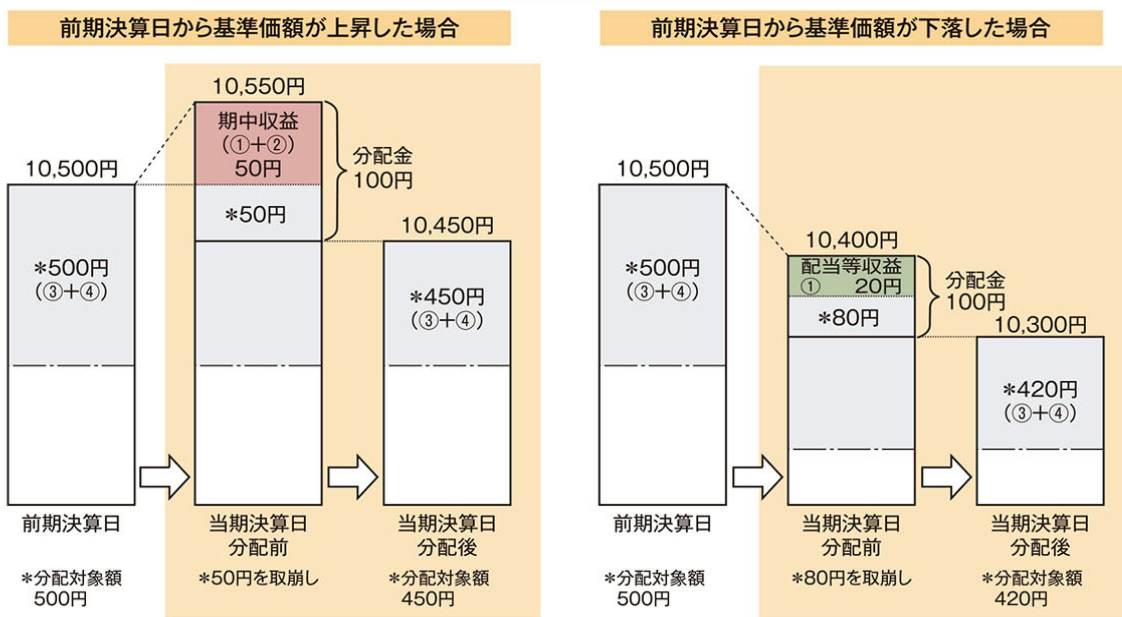 前期決算日から基準価額が上昇した場合
10,550円
期中収益
(①+②)
50円
分配金
100円
10,500円
*50円
10,450円
*500円
(③+④)
*450円
(③+④)
前期決算日
当期決算日
分配前
当期決算日
分配後
*分配対象額
500円
*50円を取崩し
*分配対象額
450円
前期決算日から基準価額が下落した場合
10,500円
10,400円
配当等収益
① 20円
分配金
100円
*500円
(③+④)
*80円
10,300円
*420円
(③+④)
前期決算日
当期決算日
分配前
当期決算日
分配後
*分配対象額
500円
*80円を取崩し
*分配対象額
420円